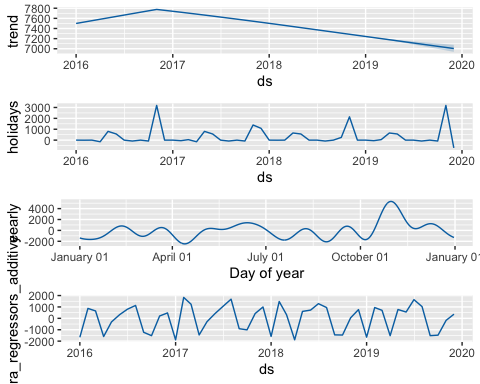 trend
7800
7600
7400
7200
7000
2016 2017 2018 2019 2020
ds
holidays
3000
2000
1000
0
2016 2017 2018 2019 2020
ds
yearly
4000
2000
0
-2000
January 01 April 01 July 01 October 01 January 01
Day of year
ra_regressors_additive
2000
1000
0
-1000
-2000
2016 2017 2018 2019 2020
ds